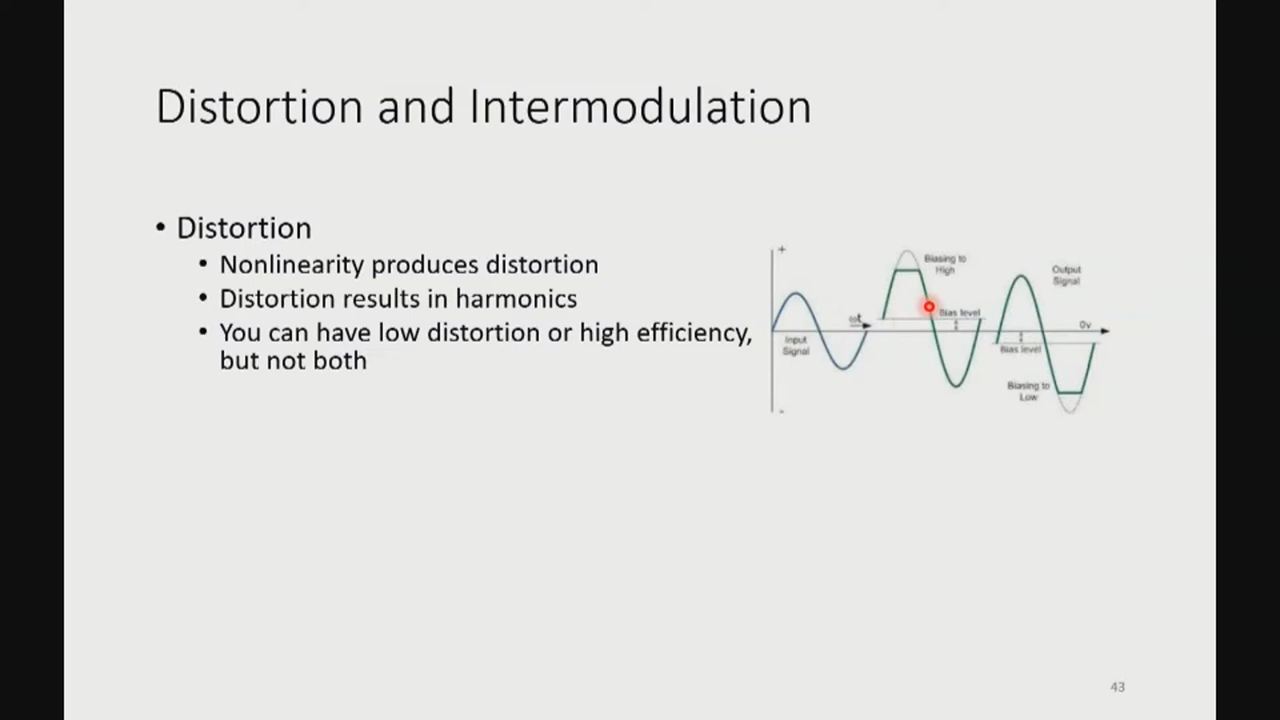 Distortion and Intermodulation
• Distortion
• Nonlinearity produces distortion
• Distortion results in harmonics
• You can have low distortion or high efficiency,
but not both
+
-
Input
Signal
ωt
Biasing to
High
Bias level
Output
Signal
0v
Bias level
Biasing to
Low
43